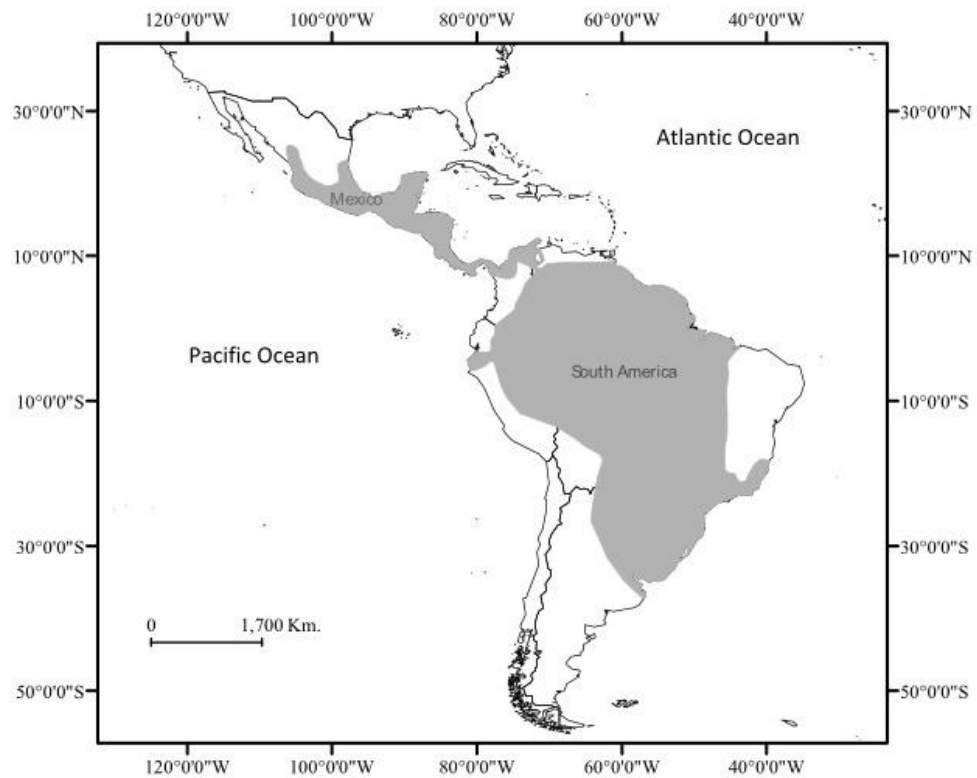 120°0'0"W 100°0'0"W 80°0'0"W 60°0'0"W 40°0'0"W
30°0'0"N 30°0'0"N
Atlantic Ocean
Mexico
10°0'0"N 10°0'0"N
Pacific Ocean
South America
10°0'0"S 10°0'0"S
30°0'0"S 30°0'0"S
0 1,700 Km.
50°0'0"S 50°0'0"S
120°0'0"W 100°0'0"W 80°0'0"W 60°0'0"W 40°0'0"W